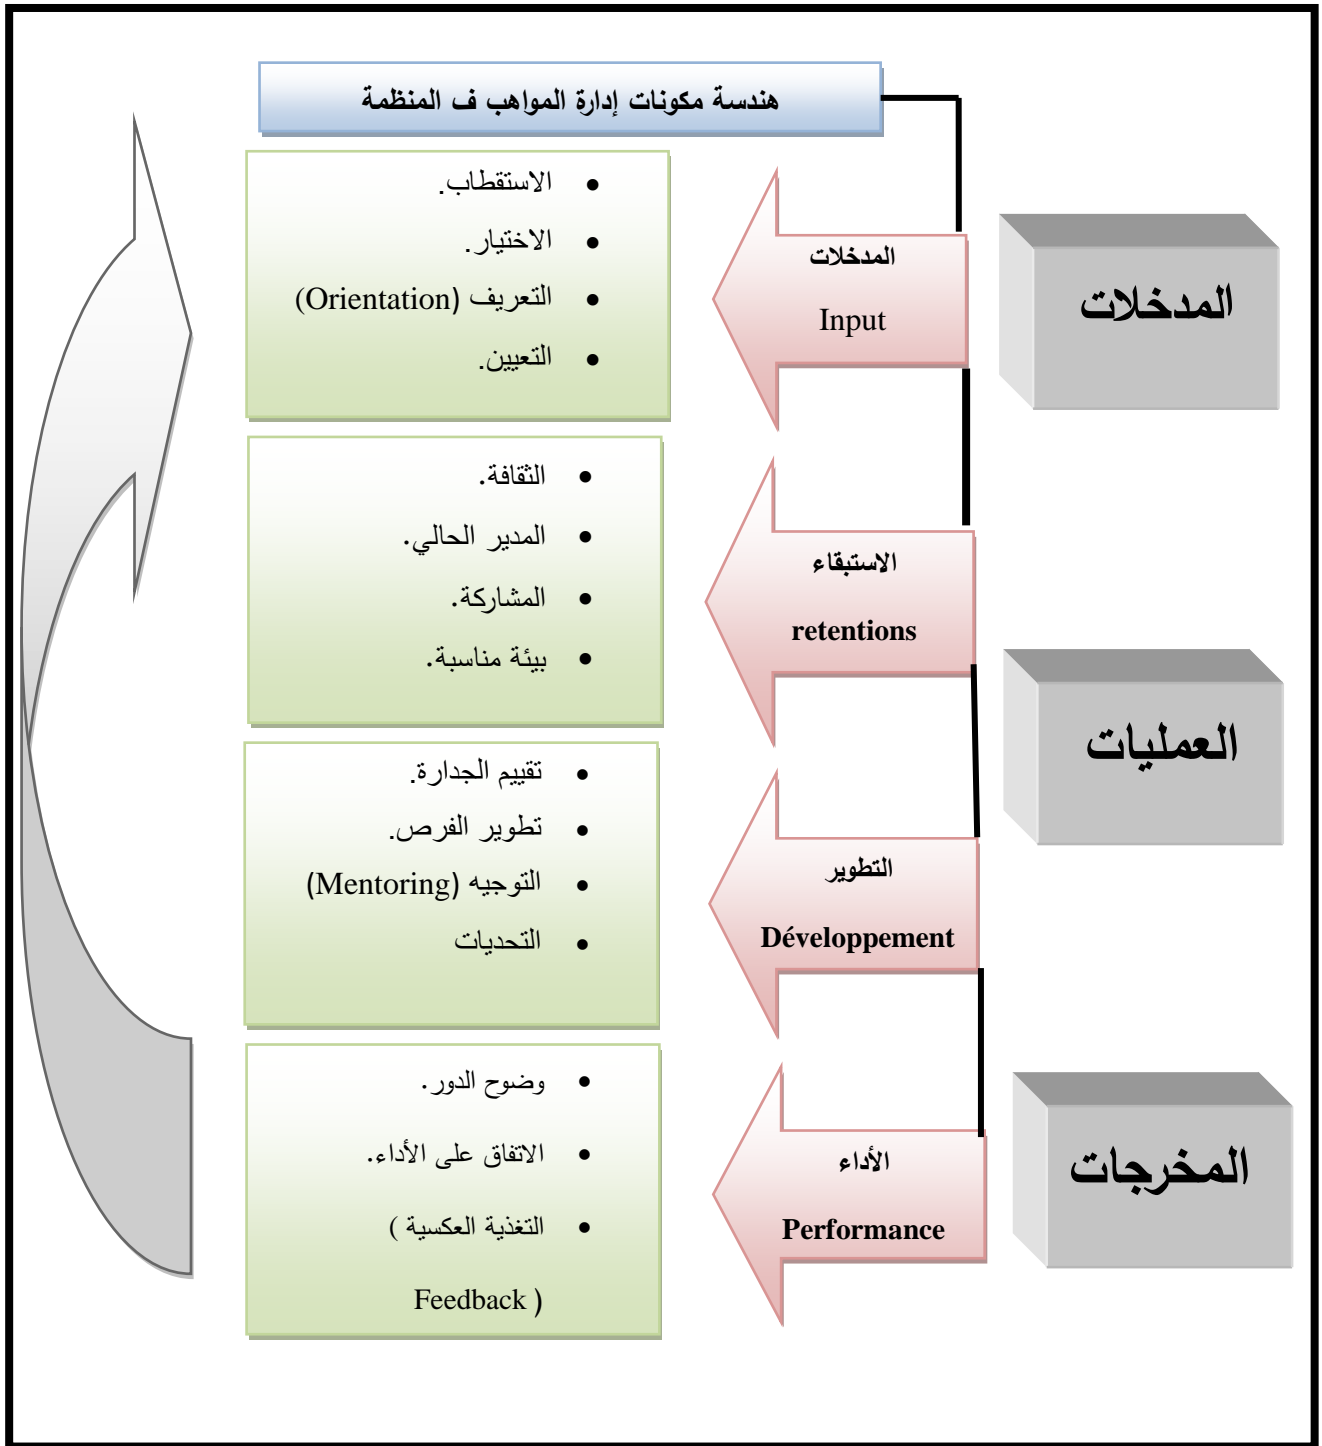 هندسة مكونات إدارة المواهب ف المنظمة
المدخلات
المدخلات
Input
• الاستقطاب.
• الاختيار.
• التعريف (Orientation)
• التعيين.
العمليات
الاستبقاء
retentions
• الثقافة.
• المدير الحالي.
• المشاركة.
• بيئة مناسبة.
التطوير
Développement
• تقييم الجدارة.
• تطوير الفرص.
• التوجيه (Mentoring)
• التحديات
المخرجات
الأداء
Performance
• وضوح الدور.
• الاتفاق على الأداء.
• التغذية العكسية (
Feedback )